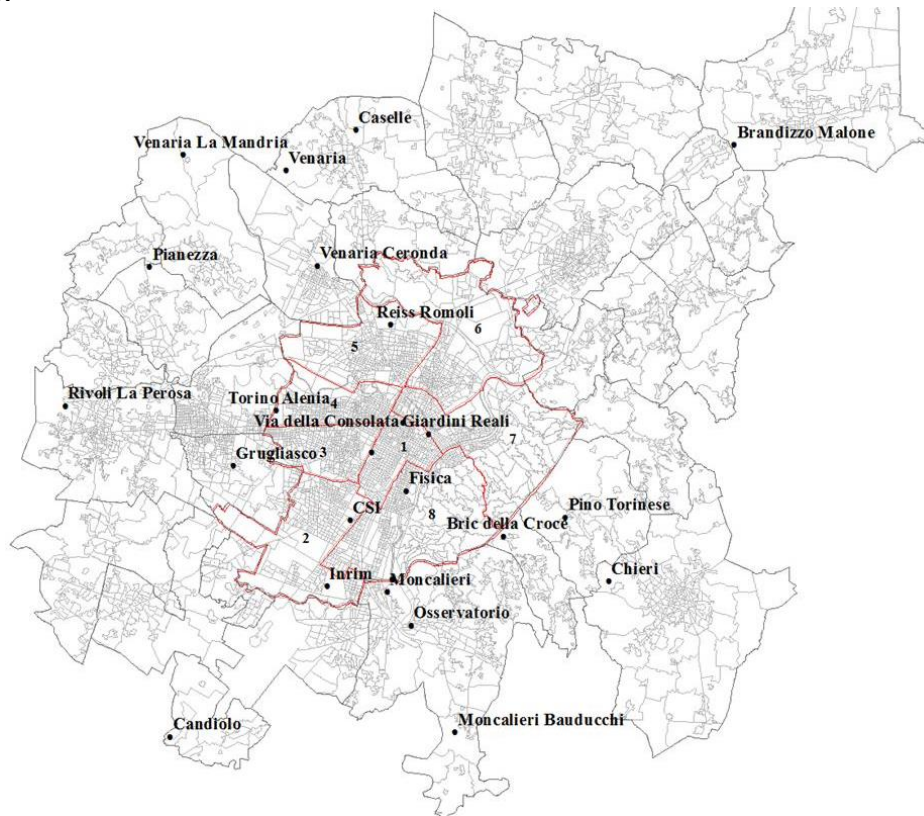 Caselle
Brandizzo Malone
Venaria La Mandria
Venaria
Pianezza
Venaria Ceronda
Reiss Romoli
6
5
Rivoli La Perosa
Torino Alenia
4
Via della Consolata
Giardini Reali
7
3
1
Grugliasco
Fisica
CSI
8
Pino Torinese
Bric della Croce
2
Inrim
Moncalieri
Chieri
Osservatorio
Candiolo
Moncalieri Bauducchi